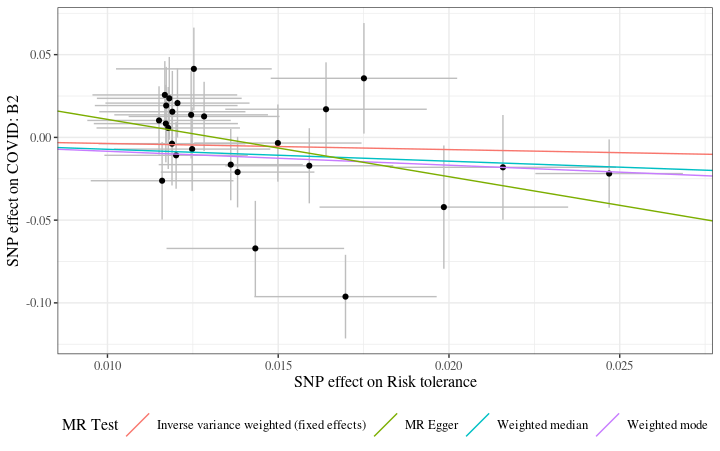 SNP effect on COVID: B2
0.05
0.00
-0.05
-0.10
0.010
0.015
0.020
0.025
SNP effect on Risk tolerance
MR Test
Inverse variance weighted (fixed effects)
MR Egger
Weighted median
Weighted mode